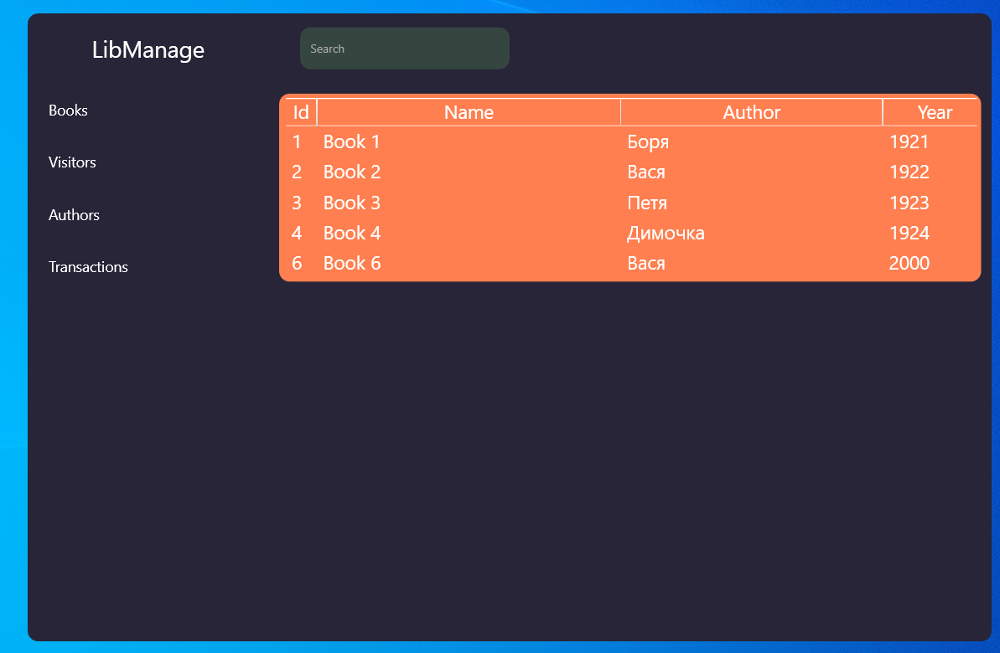 LibManage
Search
Books
Visitors
Authors
Transactions
Id Name Author Year
1 Book 1 Боря 1921
2 Book 2 Вася 1922
3 Book 3 Петя 1923
4 Book 4 Димочка 1924
6 Book 6 Вася 2000